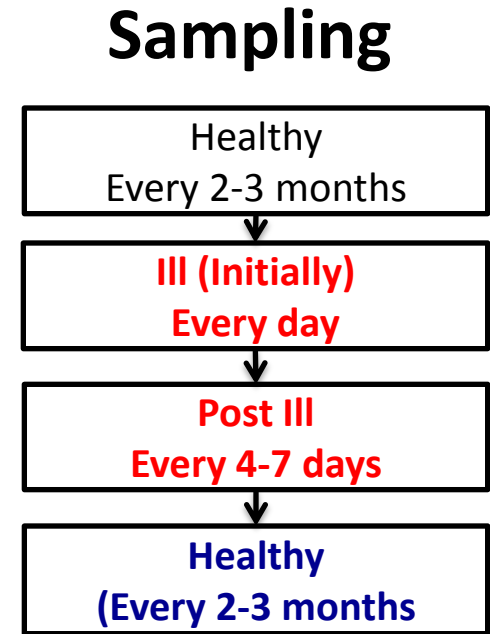 Sampling
Healthy
Every 2-3 months
Ill (Initially)
Every day
Post Ill
Every 4-7 days
Healthy
(Every 2-3 months